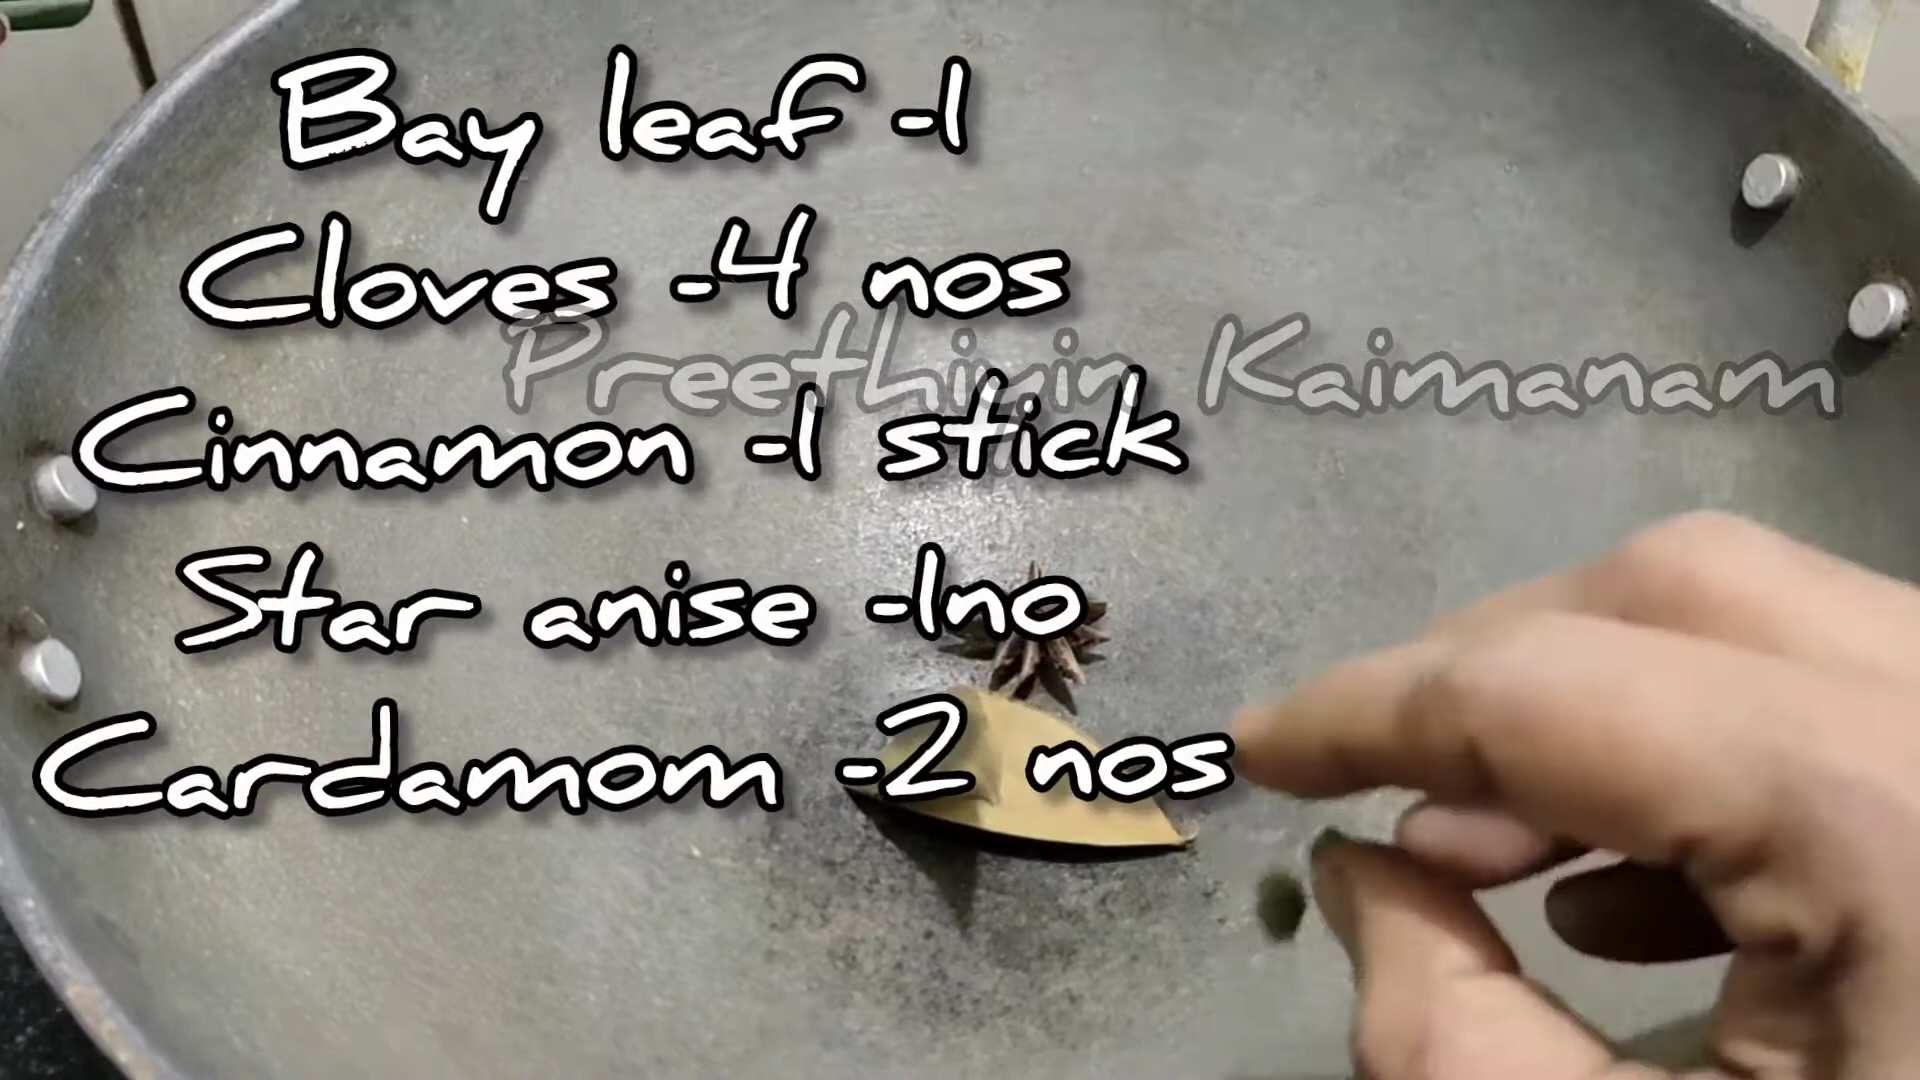 Bay leaf -1
Cloves -4 nos
Preethiyin Kaimanam
Cinnamon -1 stick
Star anise -1no
Cardamom -2 nos